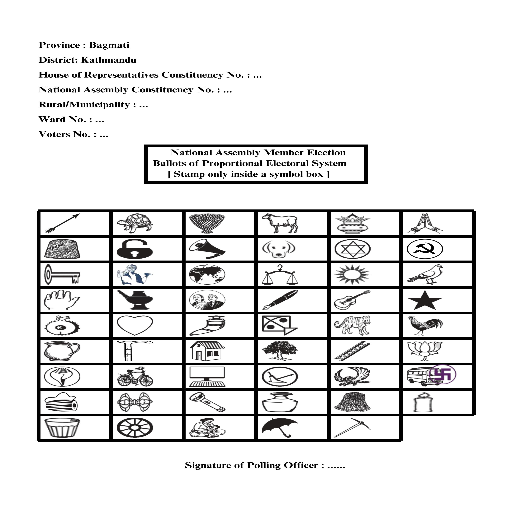 Province : Bagmati
District: Kathmandu
House of Representatives Constituency No. : ...
National Assembly Constituency No. : ...
Rural/Municipality : ...
Ward No. : ...
Voters No. : ...
National Assembly Member Election
Ballots of Proportional Electoral System
[ Stamp only inside a symbol box ]
Signature of Polling Officer : ......